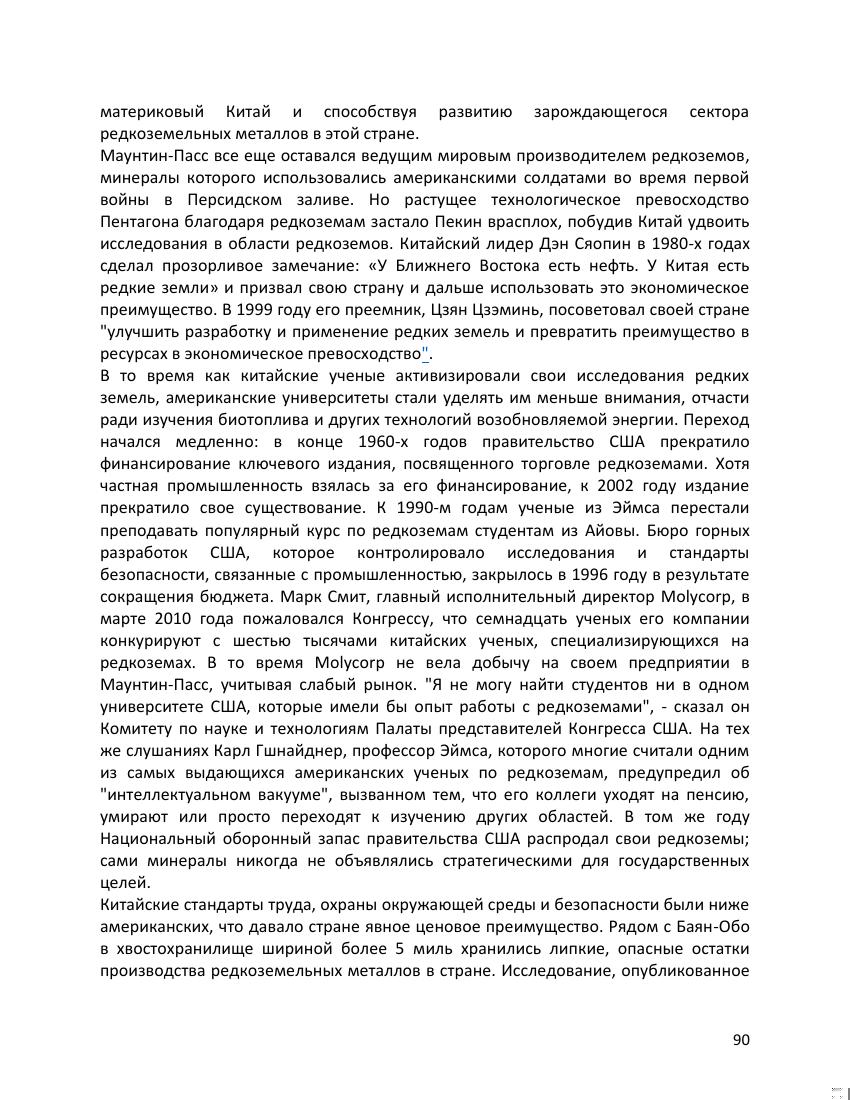 материковый Китай и способствуя развитию зарождающегося сектора
редкоземельных металлов в этой стране.
Маунтин-Пасс все еще оставался ведущим мировым производителем редкоземов,
минералы которого использовались американскими солдатами во время первой
войны в Персидском заливе. Но растущее технологическое превосходство
Пентагона благодаря редкоземам застало Пекин врасплох, побудив Китай удвоить
исследования в области редкоземов. Китайский лидер Дэн Сяопин в 1980-х годах
сделал прозорливое замечание: «У Ближнего Востока есть нефть. У Китая есть
редкие земли» и призвал свою страну и дальше использовать это экономическое
преимущество. В 1999 году его преемник, Цзян Цзэминь, посоветовал своей стране
"улучшить разработку и применение редких земель и превратить преимущество в
ресурсах в экономическое превосходство".
В то время как китайские ученые активизировали свои исследования редких
земель, американские университеты стали уделять им меньше внимания, отчасти
ради изучения биотоплива и других технологий возобновляемой энергии. Переход
начался медленно: в конце 1960-х годов правительство США прекратило
финансирование ключевого издания, посвященного торговле редкоземами. Хотя
частная промышленность взялась за его финансирование, к 2002 году издание
прекратило свое существование. К 1990-м годам ученые из Эймса перестали
преподавать популярный курс по редкоземам студентам из Айовы. Бюро горных
разработок США, которое контролировало исследования и стандарты
безопасности, связанные с промышленностью, закрылось в 1996 году в результате
сокращения бюджета. Марк Смит, главный исполнительный директор Molycorp, в
марте 2010 года пожаловался Конгрессу, что семнадцать ученых его компании
конкурируют с шестью тысячами китайских ученых, специализирующихся на
редкоземах. В то время Molycorp не вела добычу на своем предприятии в
Маунтин-Пасс, учитывая слабый рынок. "Я не могу найти студентов ни в одном
университете США, которые имели бы опыт работы с редкоземами", - сказал он
Комитету по науке и технологиям Палаты представителей Конгресса США. На тех
же слушаниях Карл Гшнайднер, профессор Эймса, которого многие считали одним
из самых выдающихся американских ученых по редкоземам, предупредил об
"интеллектуальном вакууме", вызванном тем, что его коллеги уходят на пенсию,
умирают или просто переходят к изучению других областей. В том же году
Национальный оборонный запас правительства США распродал свои редкоземы;
сами минералы никогда не объявлялись стратегическими для государственных
целей.
Китайские стандарты труда, охраны окружающей среды и безопасности были ниже
американских, что давало стране явное ценовое преимущество. Рядом с Баян-Обо
в хвостохранилище шириной более 5 миль хранились липкие, опасные остатки
производства редкоземельных металлов в стране. Исследование, опубликованное
90